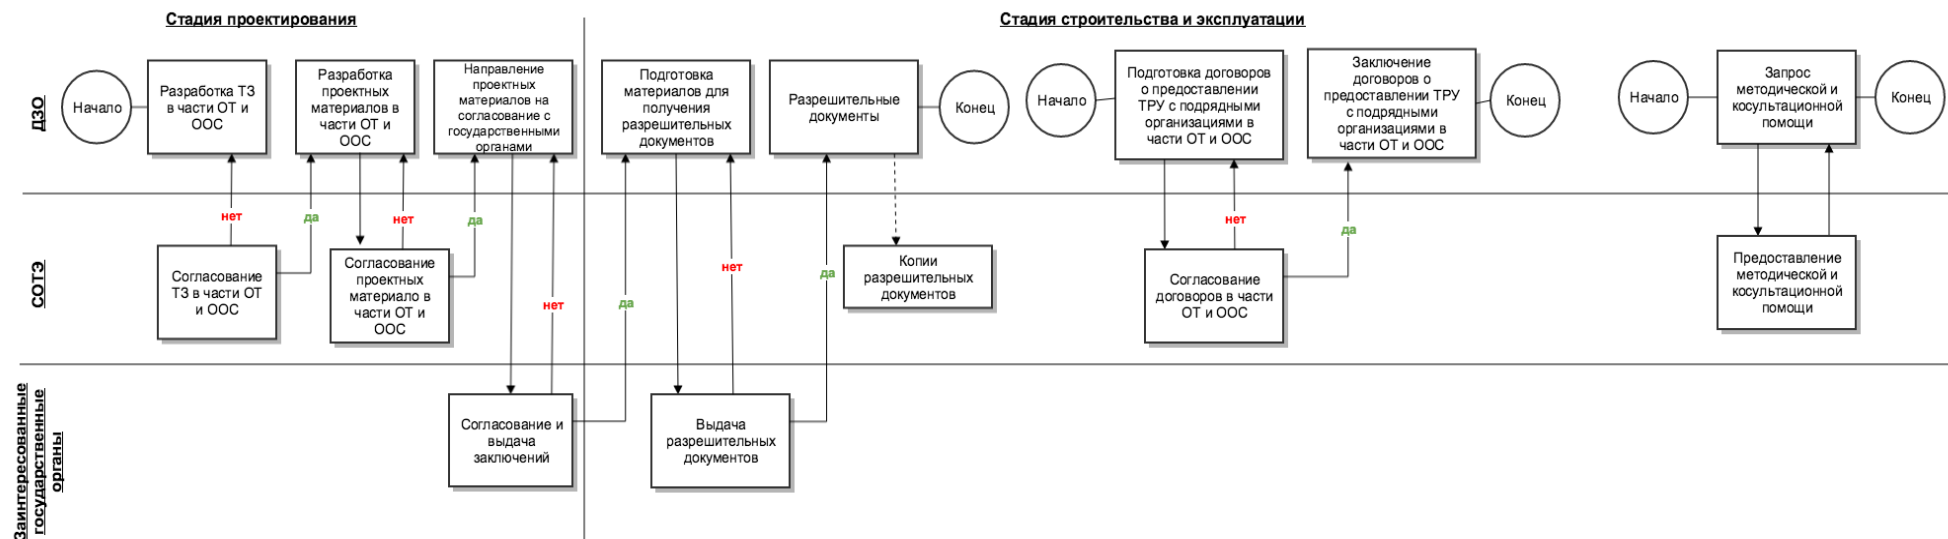 Стадия проектирования
Стадия строительства и эксплуатации
ДЗО
Начало
Разработка ТЗ
в части ОТ и
ООС
Разработка
проектных
материалов в
части ОТ и
ООС
Направление
проектных
материалов на
согласование с
государственными
органами
Подготовка
материалов для
получения
разрешительных
документов
Разрешительные
документы
Конец
Начало
Подготовка договоров
о предоставлении
ТРУ с подрядными
организациями в
части ОТ и ООС
Заключение
договоров о
предоставлении ТРУ
с подрядными
организациями в
части ОТ и ООС
Конец
Начало
Запрос
методической и
косультационной
помощи
Конец
нет
да
нет
да
нет
да
нет
да
нет
да
СОТЭ
Согласование
ТЗ в части ОТ
и ООС
Согласование
проектных
материало в
части ОТ и
ООС
Копии
разрешительных
документов
Согласование
договоров в части
ОТ и ООС
Предоставление
методической и
косультационной
помощи
Заинтересованные
государственные
органы
Согласование и
выдача
заключений
Выдача
разрешительных
документов